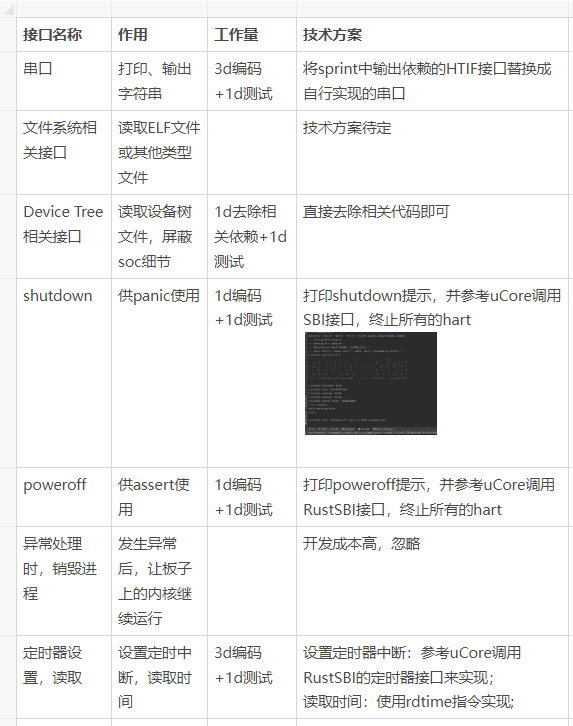 接口名称 作用 工作量 技术方案
串口 打印、输出 3d编码 将sprint中输出依赖的HTIF接口替换成
字符串 +1d测试 自行实现的串口
文件系统相 读取ELF文件 技术方案待定
关接口 或其他类型
文件
Device Tree 读取设备树 1d去除相 直接去除相关代码即可
相关接口 文件，屏蔽 关依赖+1d
soc细节 测试
shutdown 供panic使用 1d编码 打印shutdown提示，并参考uCore调用
+1d测试 SBI接口，终止所有的hart
poweroff 供assert使 1d编码 打印poweroff提示，并参考uCore调用
用 +1d测试 RustSBI接口，终止所有的hart
异常处理 发生异常 开发成本高，忽略
时，销毁进 后，让板子
程 上的内核继
续运行
定时器设 设置定时中 3d编码 设置定时器中断：参考uCore调用
置，读取 断，读取时 +1d测试 RustSBI的定时器接口来实现；
间 读取时间：使用rdtime指令实现;